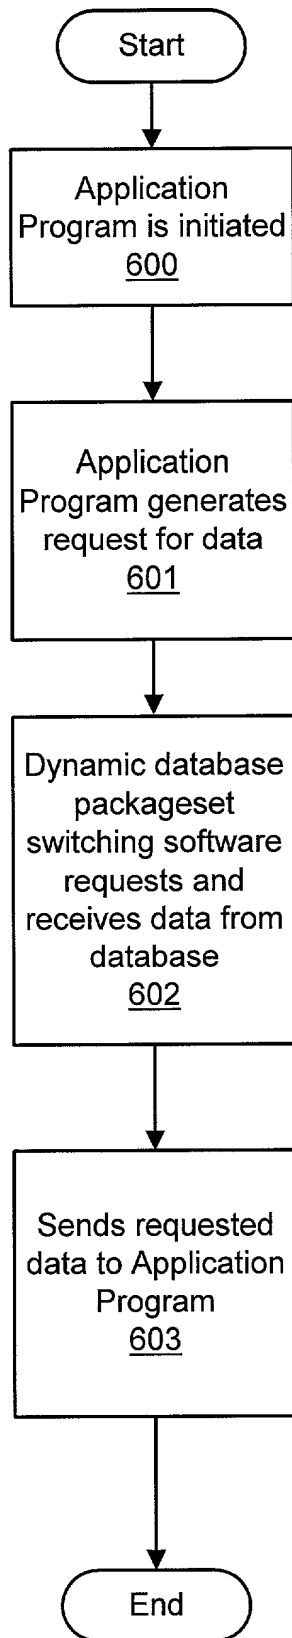 Start
Application
Program is initiated
600
Application
Program generates
request for data
601
Dynamic database
packageset
switching software
requests and
receives data from
database
602
Sends requested
data to Application
Program
603
End